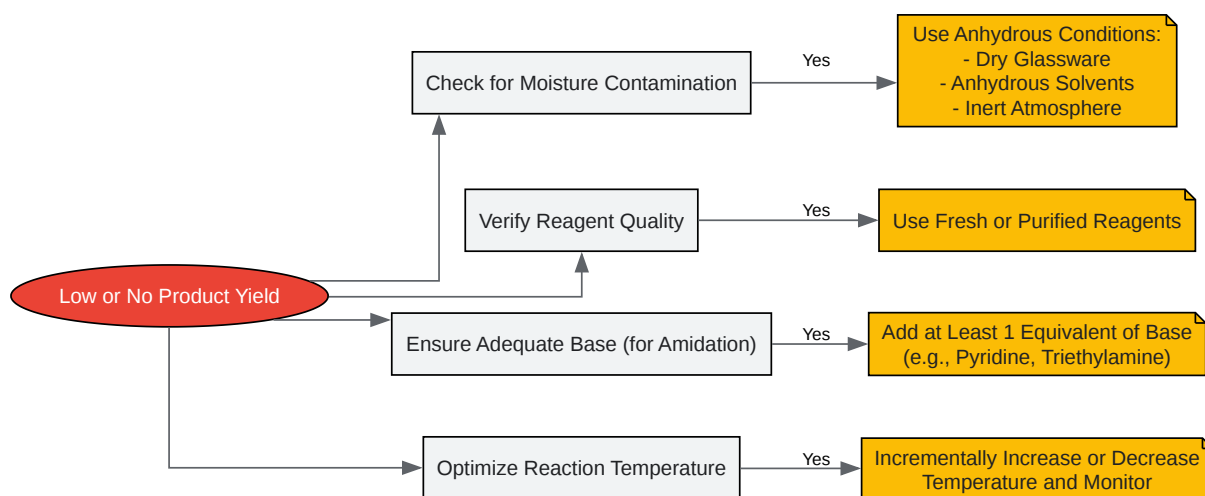 Use Anhydrous Conditions:
- Dry Glassware
- Anhydrous Solvents
- Inert Atmosphere
Check for Moisture Contamination
Yes
Verify Reagent Quality
Yes
Use Fresh or Purified Reagents
Low or No Product Yield
Ensure Adequate Base (for Amidation)
Yes
Add at Least 1 Equivalent of Base
(e.g., Pyridine, Triethylamine)
Optimize Reaction Temperature
Yes
Incrementally Increase or Decrease
Temperature and Monitor